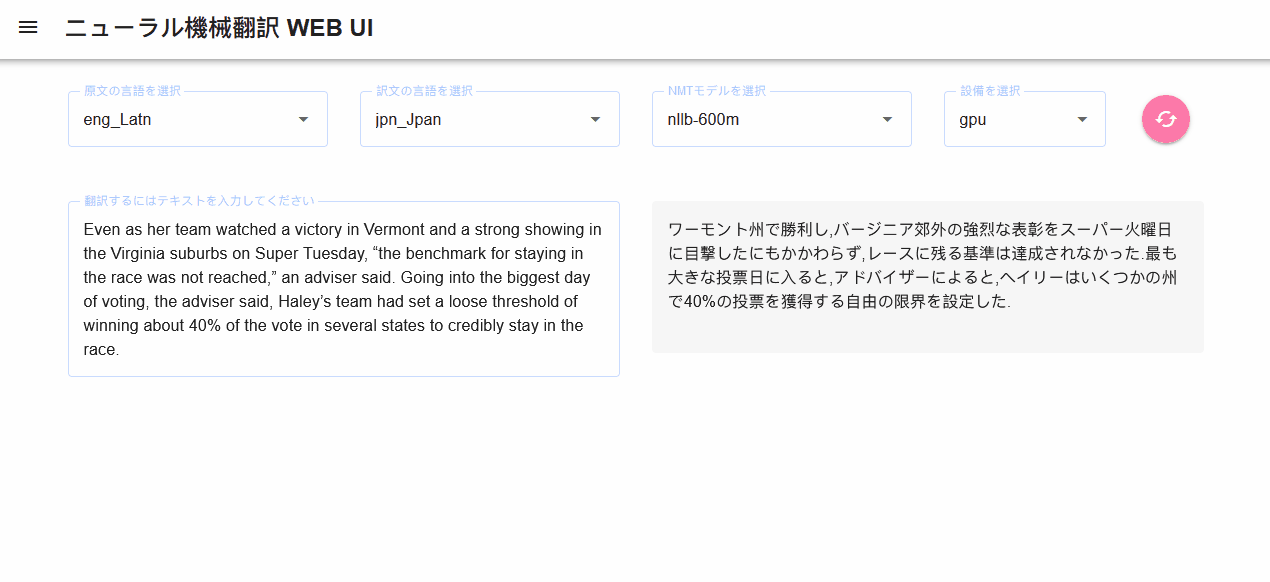 ニューラル機械翻訳 WEB UI
原文の言語を選択
eng_Latn
訳文の言語を選択
jpn_Jpan
NMTモデルを選択
nllb-600m
設備を選択
gpu
翻訳するにはテキストを入力してください
Even as her team watched a victory in Vermont and a strong showing in
the Virginia suburbs on Super Tuesday, “the benchmark for staying in
the race was not reached,” an adviser said. Going into the biggest day
of voting, the adviser said, Haley’s team had set a loose threshold of
winning about 40% of the vote in several states to credibly stay in the
race.
ワーモント州で勝利し,バージニア郊外の強烈な表彰をスーパー火曜日
に目撃したにもかかわらず,レースに残る基準は達成されなかった.最も
大きな投票日に入ると,アドバイザーによると,ヘイリーはいくつかの州
で40%の投票を獲得する自由の限界を設定した.